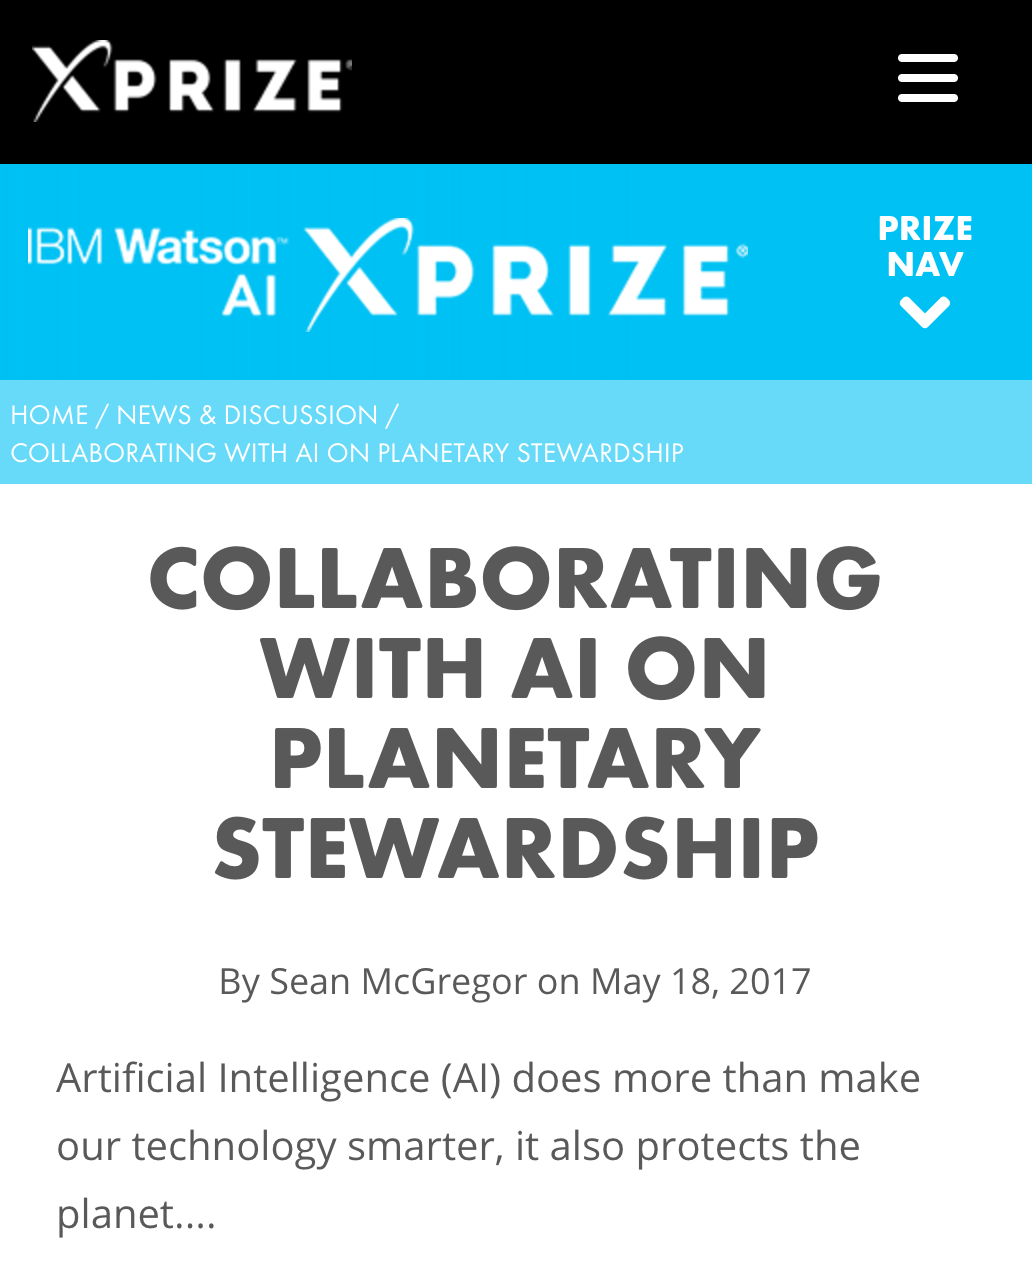 XPRIZE
IBM Watson™
AI XPRIZE®
PRIZE
NAV
HOME / NEWS & DISCUSSION /
COLLABORATING WITH AI ON PLANETARY STEWARDSHIP
COLLABORATING
WITH AI ON
PLANETARY
STEWARDSHIP
By Sean McGregor on May 18, 2017
Artificial Intelligence (AI) does more than make
our technology smarter, it also protects the
planet....